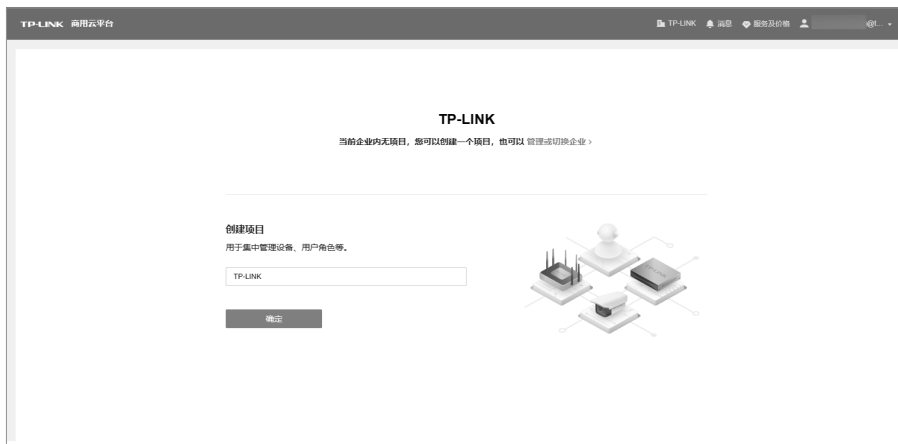 TP-LINK 商用云平台
TP-LINK 消息 服务及价格 @t...
TP-LINK
当前企业内无项目，您可以创建一个项目，也可以 管理或切换企业 >
创建项目
用于集中管理设备、用户角色等。
TP-LINK
TP-LINK
确定